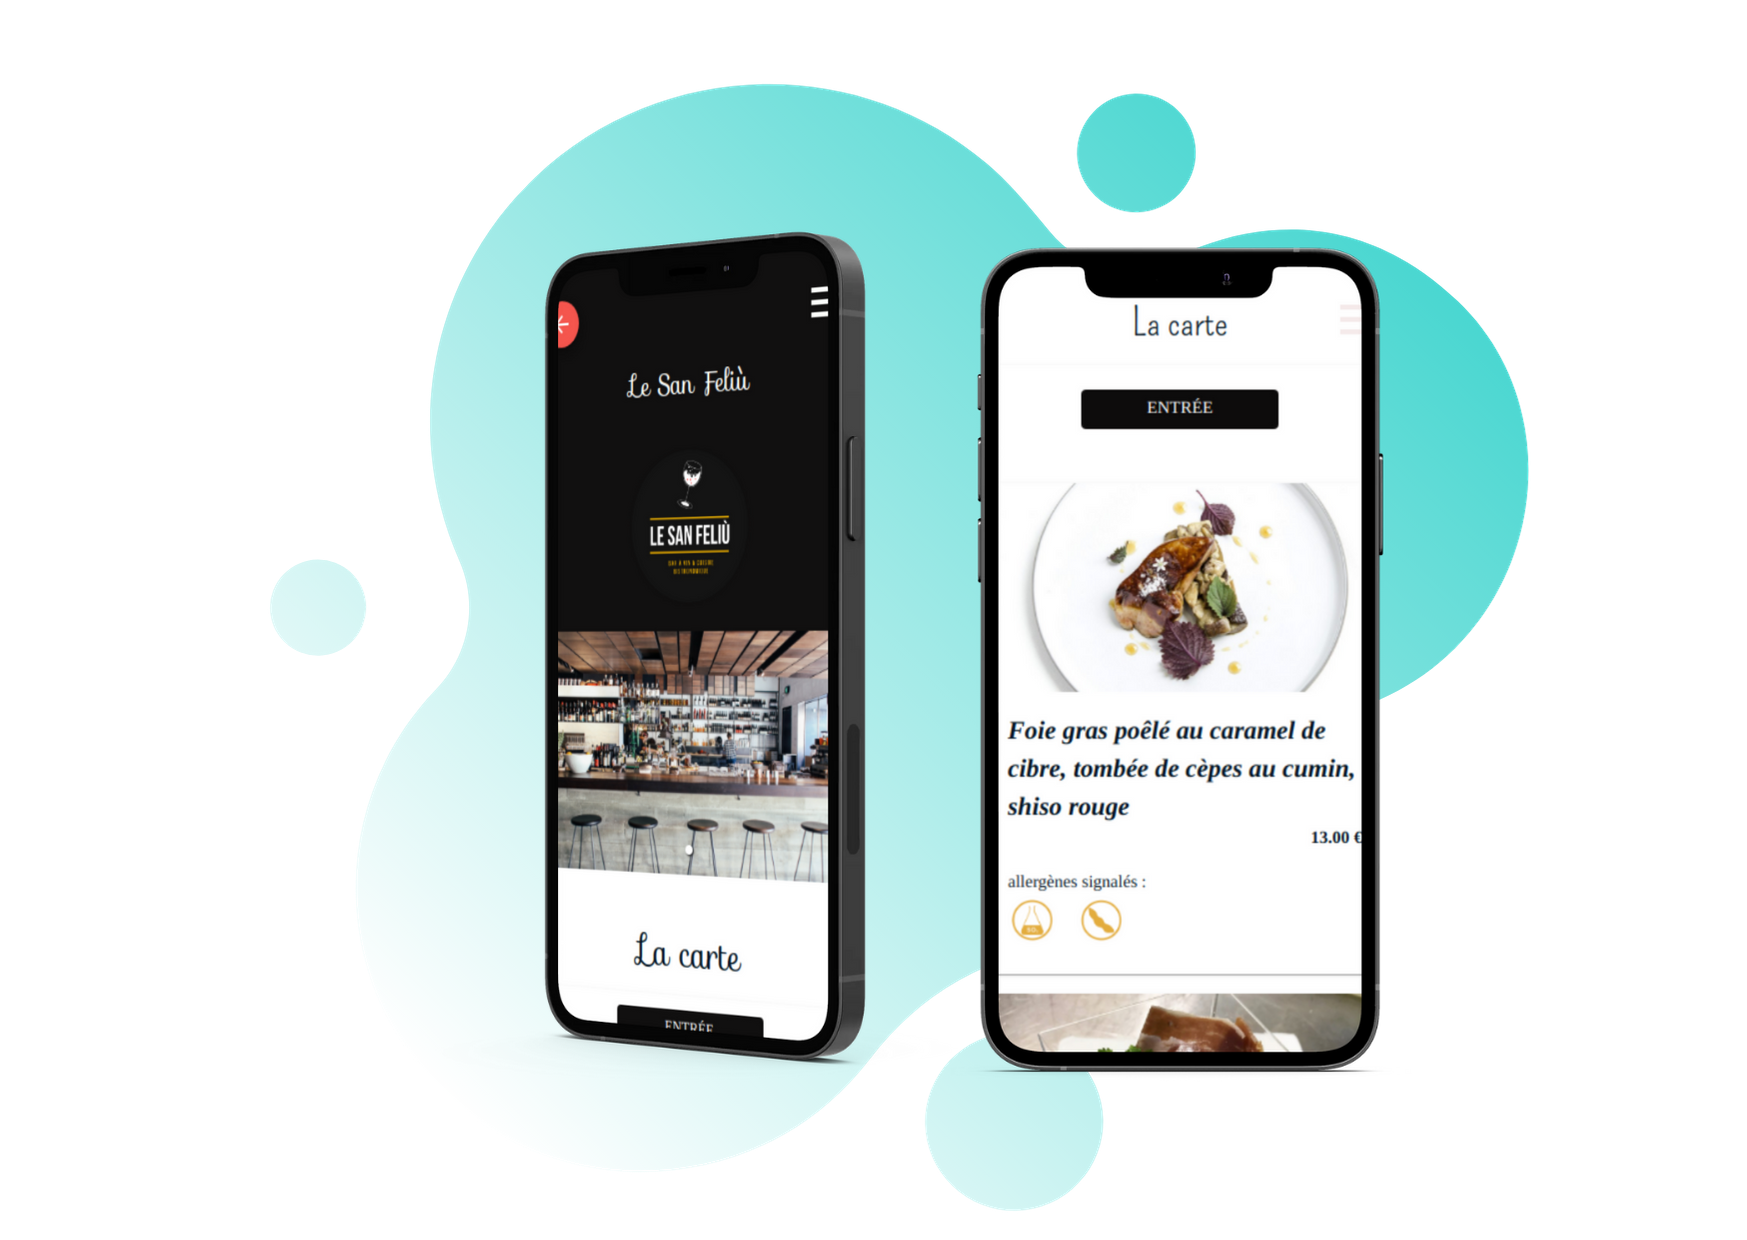 Le San Feliù
LE SAN FELIÙ
La carte
ENTRÉE
La carte
ENTRÉE
Foie gras poêlé au caramel de
cibre, tombée de cèpes au cumin,
shiso rouge
13.00 €
allergènes signalés :